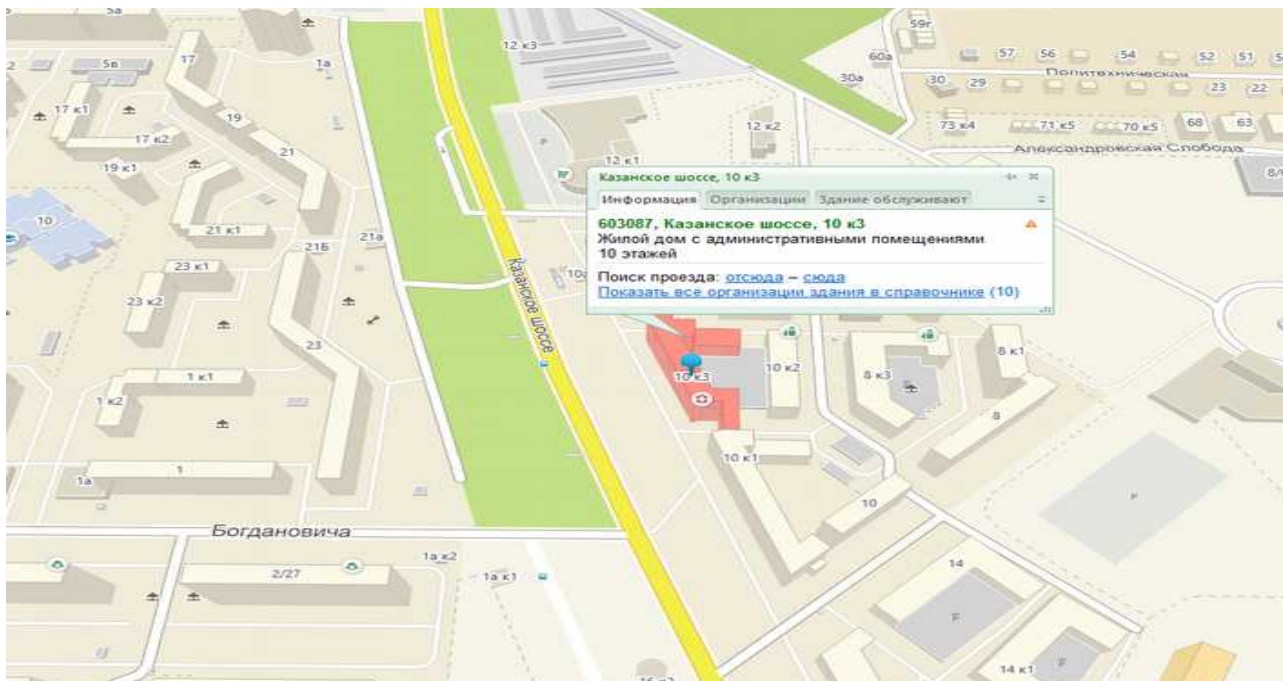 5а
17
5в
1а
12 к3
59г
60а
57
56
54
52
51
Политехническая
30а
30
29
23
22
17 к1
19
17 к2
21
19 к1
P
12 к2
12 к1
73 к4
71 к5
70 к5
68
63
Александровская Слобода
Казанское шоссе, 10 к3
Информация
Организации
Здание обслуживают
603087, Казанское шоссе, 10 к3
Жилой дом с административными помещениями
10 этажей
Поиск проезда: отсюда – сюда
Показать все организации здания в справочнике (10)
10
21 к1
21а
21Б
23 к1
23 к2
23
Казанское шоссе
10 к3
10 к2
8 к3
8 к1
8
1 к1
1 к2
1
1а
10 к1
10
P
Богдановича
2/27
1а к2
1а к1
14
P
14 к1
P